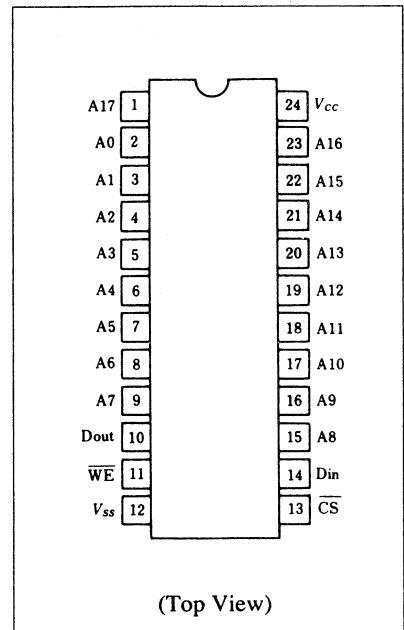 A17 1 24 Vcc
A0 2 23 A16
A1 3 22 A15
A2 4 21 A14
A3 5 20 A13
A4 6 19 A12
A5 7 18 A11
A6 8 17 A10
A7 9 16 A9
Dout 10 15 A8
W̅E̅ 11 14 Din
Vss 12 13 C̅S̅
(Top View)